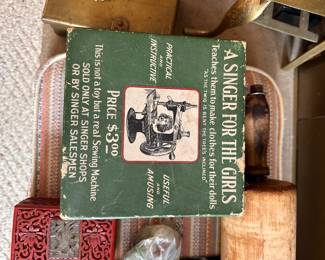 A SINGER FOR THE GIRLS
Teaches them to make clothes for their dolls
"AS THE TWIG IS BENT THE TREE'S INCLINED"
PRACTICAL
AND
INSTRUCTIVE
USEFUL
AND
AMUSING
PRICE $3.00
This is not a toy but a real Sewing Machine
SOLD ONLY AT SINGER SHOPS
OR BY SINGER SALESMEN